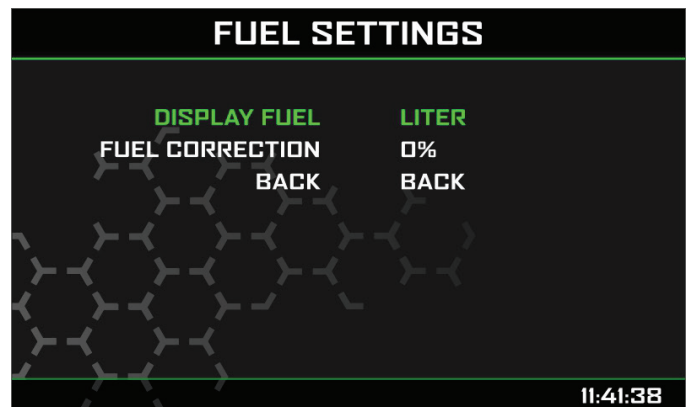 FUEL SETTINGS
DISPLAY FUEL LITER
FUEL CORRECTION 0%
BACK BACK
11:41:38